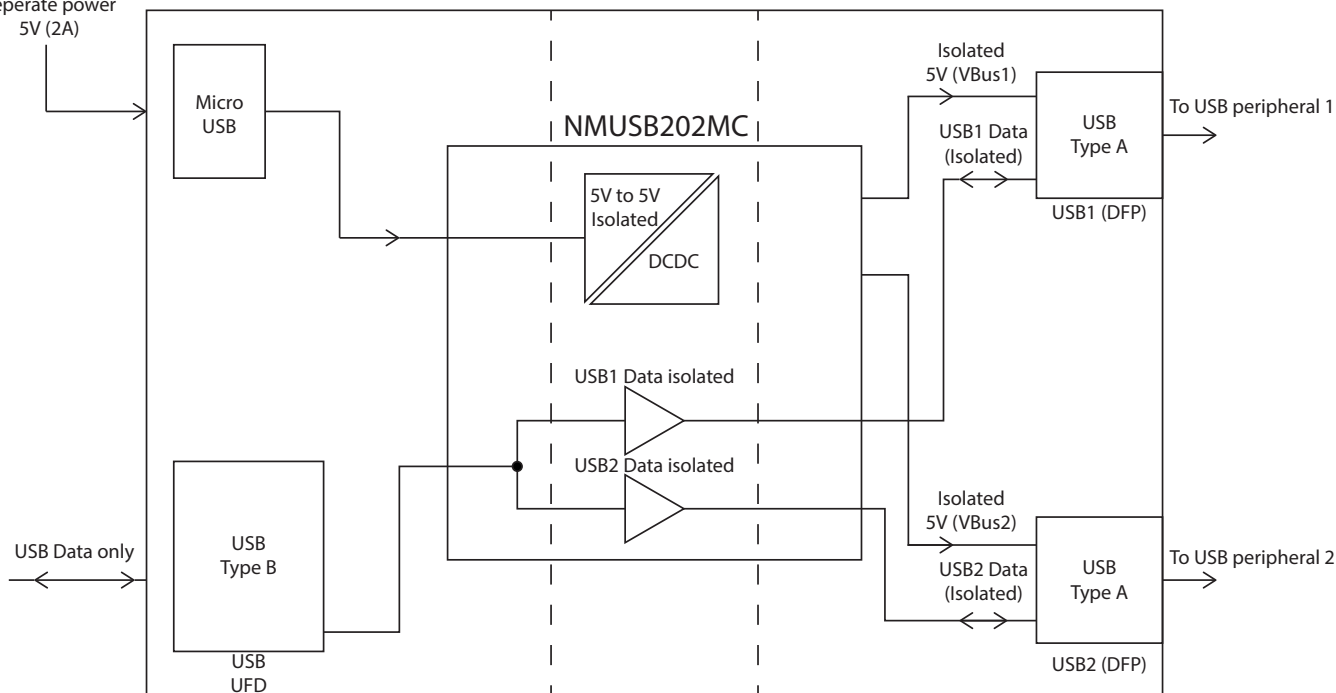 5V (2A)
power
Micro
USB
NMUSB202MC
5V to 5V
Isolated
DCDC
Isolated
5V (VBus1)
USB1 Data
(Isolated)
USB
Type A
USB1 (DFP)
To USB peripheral 1
USB1 Data isolated
USB2 Data isolated
USB Data only
USB
Type B
USB
UFD
Isolated
5V (VBus2)
USB2 Data
(Isolated)
USB
Type A
USB2 (DFP)
To USB peripheral 2